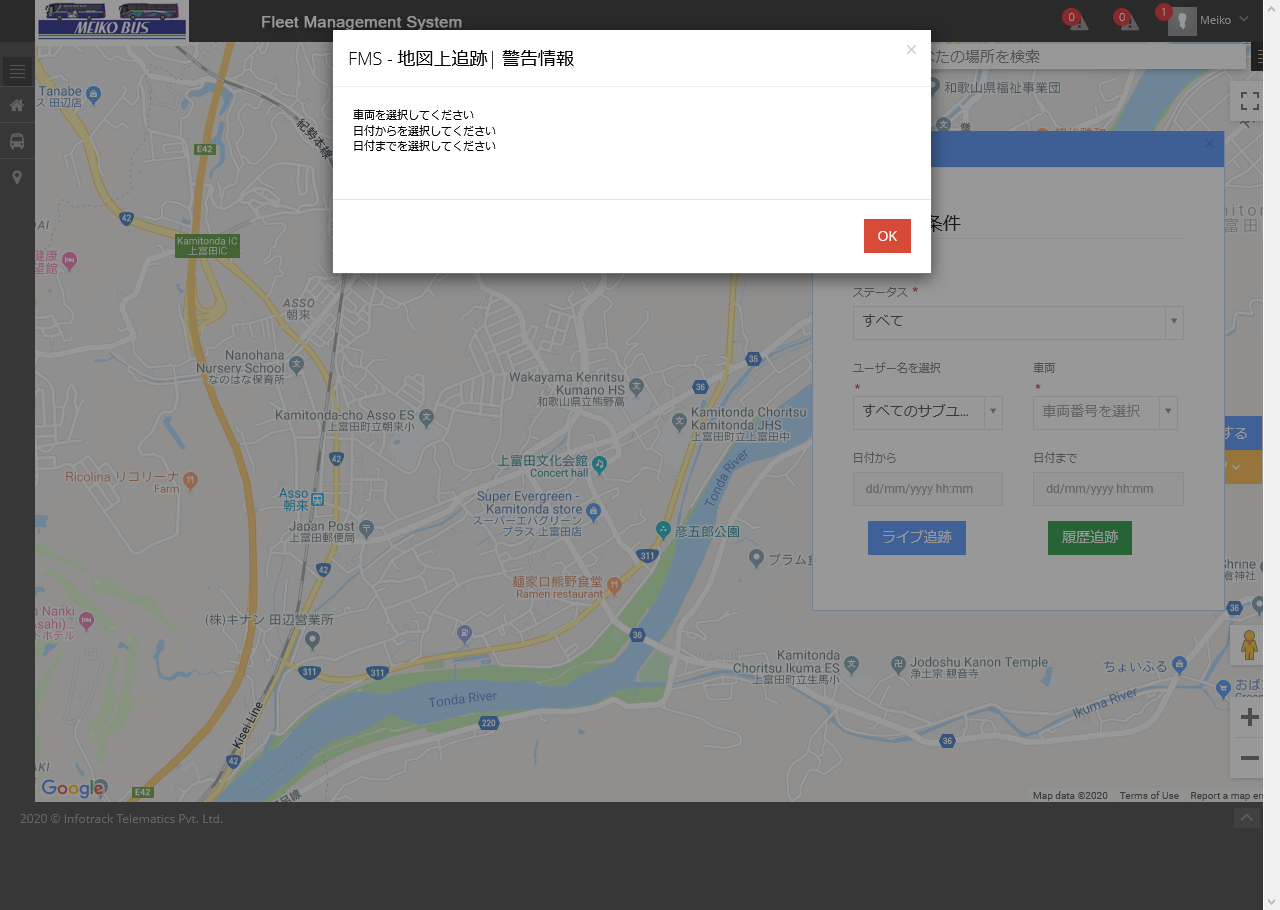 MEIKO BUS
Fleet Management System
0
0
1
Meiko
FMS - 地図上追跡| 警告情報
×
車両を選択してください
日付からを選択してください
日付までを選択してください
OK
たの場所を検索
和歌山県福祉事業団
×
条件
ステータス *
すべて
ユーザー名を選択
*
車両
*
すべてのサブユ...
車両番号を選択
日付から
日付まで
dd/mm/yyyy hh:mm
dd/mm/yyyy hh:mm
ライブ追跡
履歴追跡
する
Tanabe
ス 田辺店
紀勢本線
E42
42
Kamitonda IC
上富田IC
ASSO
朝来
Nanohana
Nursery School
なのはな保育所
35
36
Wakayama Kenritsu
Kumano HS
和歌山県立熊野高
Kamitonda-cho Asso ES
上富田町立朝来小
Kamitonda Choritsu
Kamitonda JHS
上富田町立上富田中
42
上富田文化会館
Concert hall
Tonda River
Ricolina リコリーナ
Farm
Asso
朝来
Super Evergreen -
Kamitonda store
スーパーエバグリーン
プラス 上富田店
Japan Post
上富田郵便局
彦五郎公園
311
プラム食
42
麺家口熊野食堂
Ramen restaurant
Shrine
倉神社
a Nanki
Asahi)...
ドホテル
(株)キナシ 田辺営業所
36
36
Kamitonda
Choritsu Ikuma ES
上富田町立生馬小
Jodoshu Kanon Temple
浄土宗 観音寺
ちょいふる
311
311
おば
Tonda River
Ikuma River
220
Kisei Line
36
42
Google
E42
Map data ©2020
Terms of Use
Report a map er
2020 © Infotrack Telematics Pvt. Ltd.